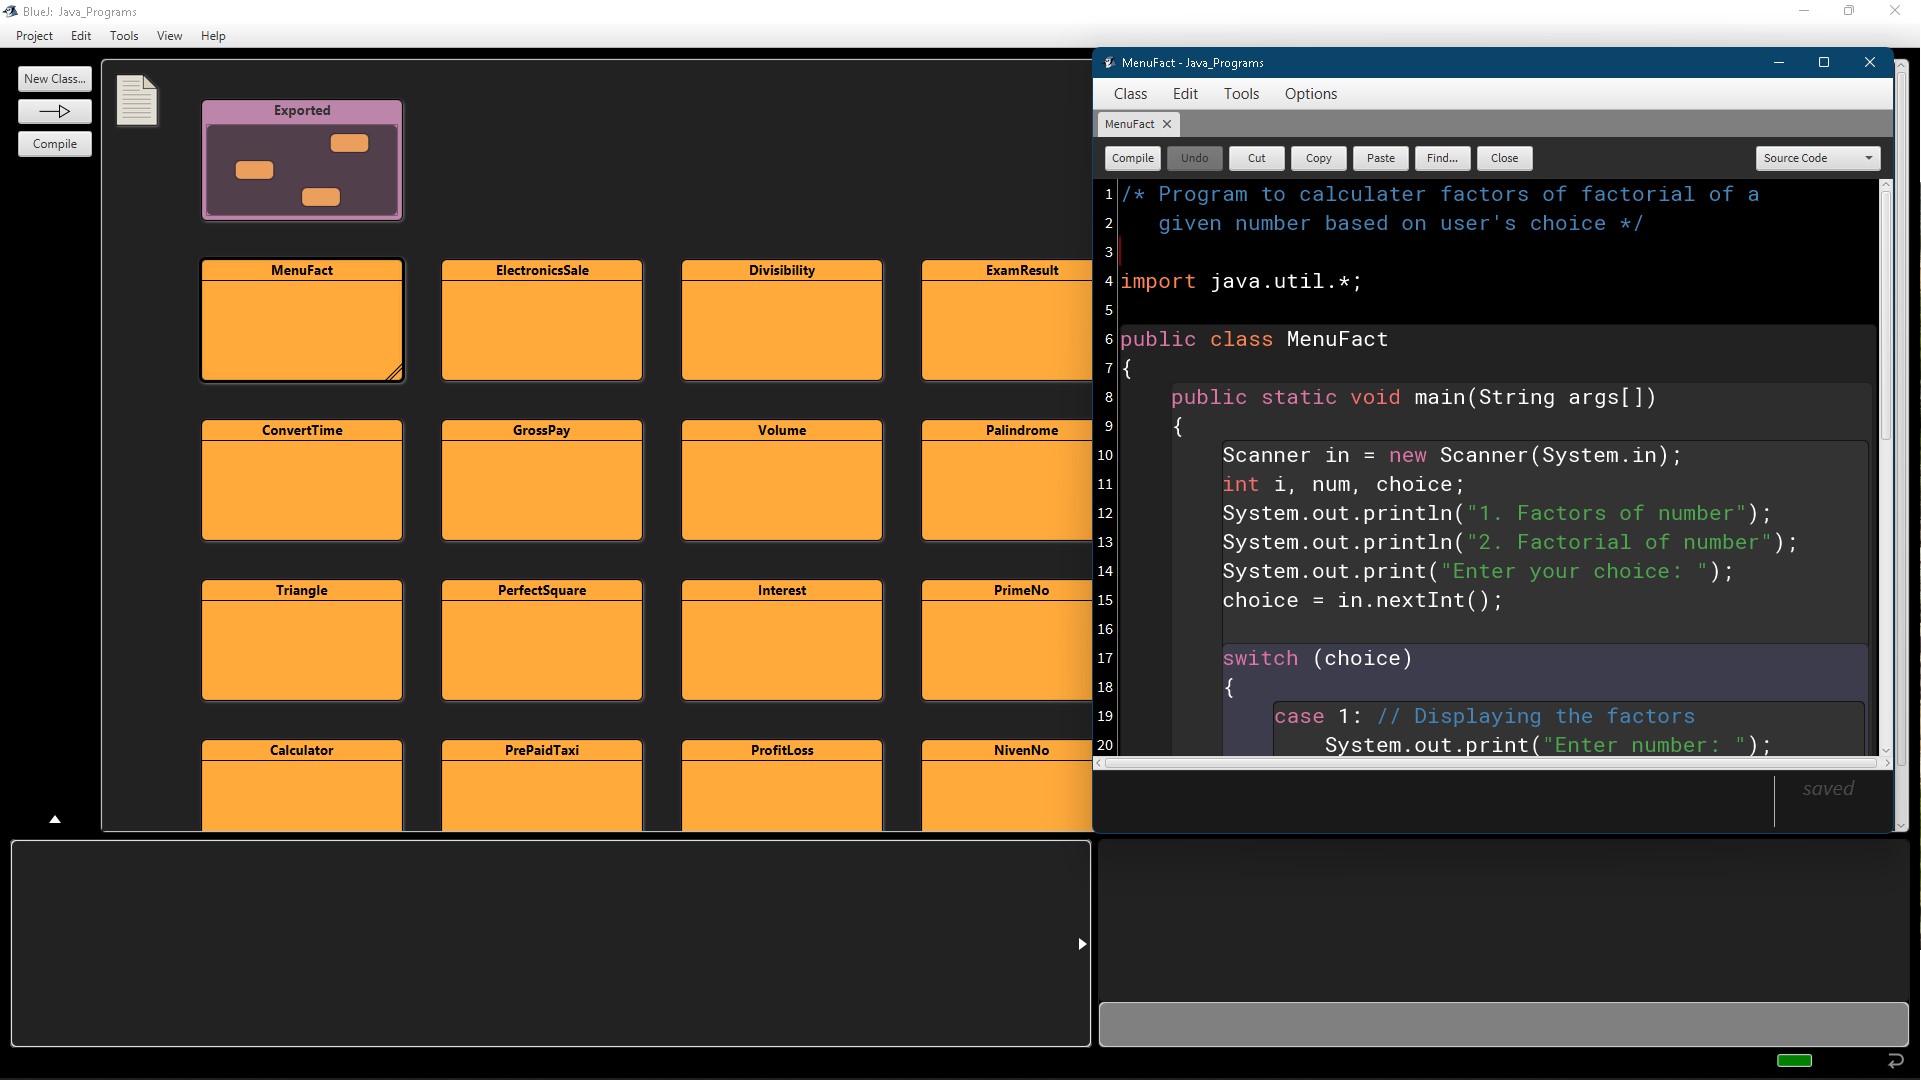 BlueJ: Java_Programs
Project Edit Tools View Help
New Class...
Compile
Exported
MenuFact ElectronicsSale Divisibility ExamResult
ConvertTime GrossPay Volume Palindrome
Triangle PerfectSquare Interest PrimeNo
Calculator PrePaidTaxi ProfitLoss NivenNo
MenuFact - Java_Programs
Class Edit Tools Options
MenuFact
Compile Undo Cut Copy Paste Find... Close Source Code
1 /* Program to calculater factors of factorial of a
2 given number based on user's choice */
3
4 import java.util.*;
5
6 public class MenuFact
7 {
8 public static void main(String args[])
9 {
10 Scanner in = new Scanner(System.in);
11 int i, num, choice;
12 System.out.println("1. Factors of number");
13 System.out.println("2. Factorial of number");
14 System.out.print("Enter your choice: ");
15 choice = in.nextInt();
16
17 switch (choice)
18 {
19 case 1: // Displaying the factors
20 System.out.print("Enter number: ");
saved